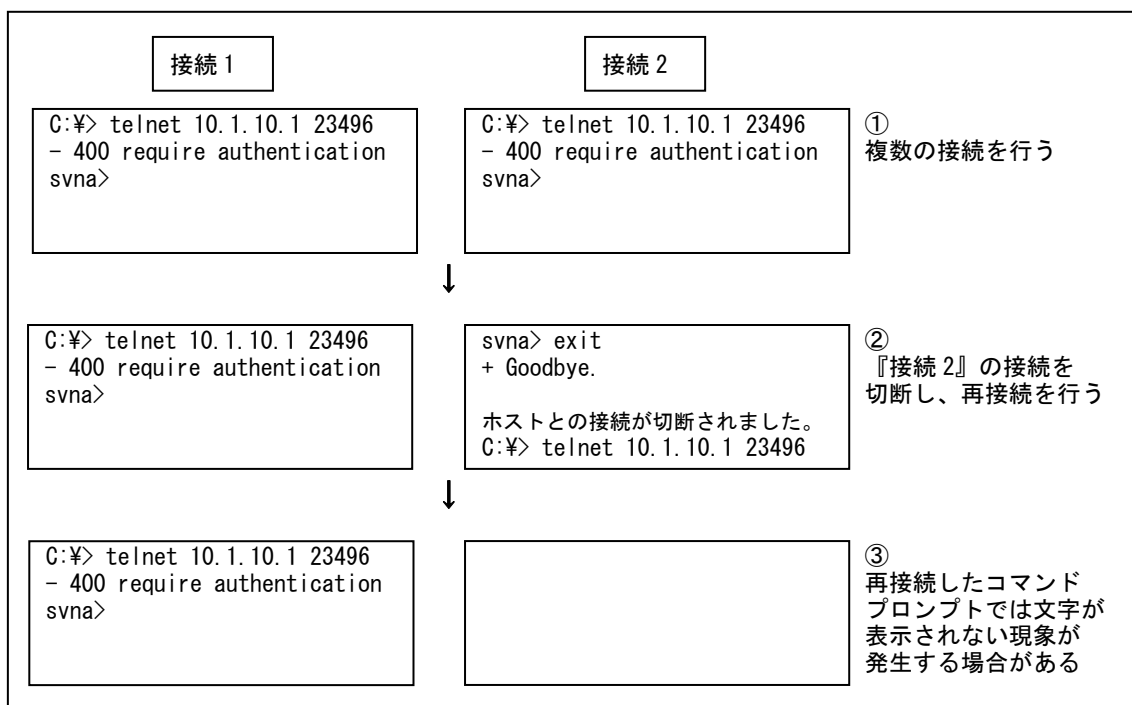 接続1
接続2
C:¥> telnet 10.1.10.1 23496
- 400 require authentication
svna>
C:¥> telnet 10.1.10.1 23496
- 400 require authentication
svna>
①
複数の接続を行う
↓
C:¥> telnet 10.1.10.1 23496
- 400 require authentication
svna>
svna> exit
+ Goodbye.
ホストとの接続が切断されました。
C:¥> telnet 10.1.10.1 23496
②
『接続2』の接続を
切断し、再接続を行う
↓
C:¥> telnet 10.1.10.1 23496
- 400 require authentication
svna>
③
再接続したコマンド
プロンプトでは文字が
表示されない現象が
発生する場合がある